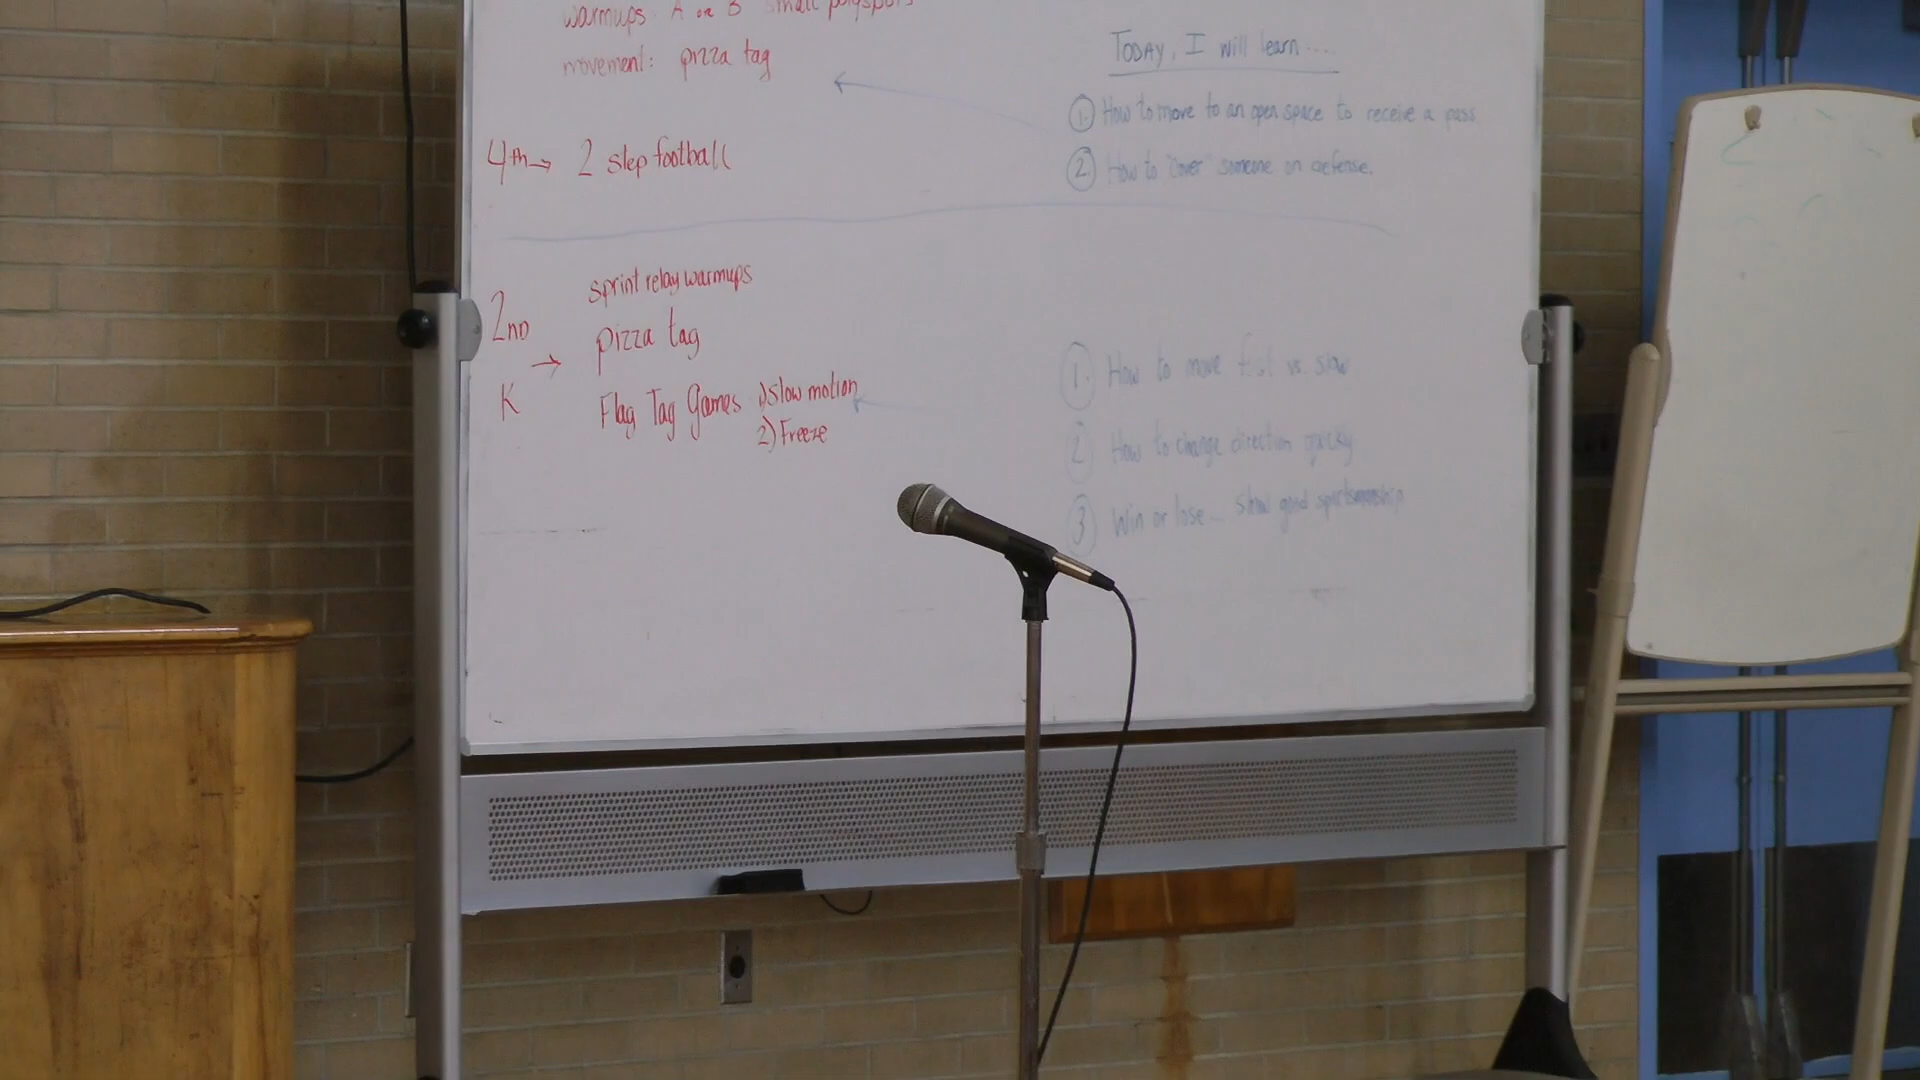 warmups: A or B small polyspots
movement: pizza tag
4th → 2 step football
TODAY, I will learn ....
1. How to move to an open space to receive a pass
2 How to "cover" someone on defense.
2nd
K
→
sprint relay warmups
pizza tag
Flag Tag Games 1) Slow motion
2) Freeze
1. How to move fast vs. slow
2 How to change direction quickly
3 Win or lose... show good sportsmanship